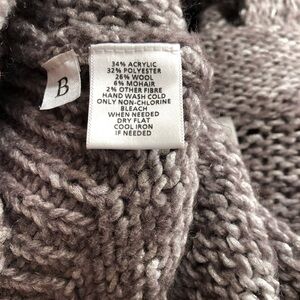 B
34% ACRYLIC
32% POLYESTER
26% WOOL
6% MOHAIR
2% OTHER FIBRE
HAND WASH COLD
ONLY NON-CHLORINE
BLEACH
WHEN NEEDED
DRY FLAT
COOL IRON
IF NEEDED